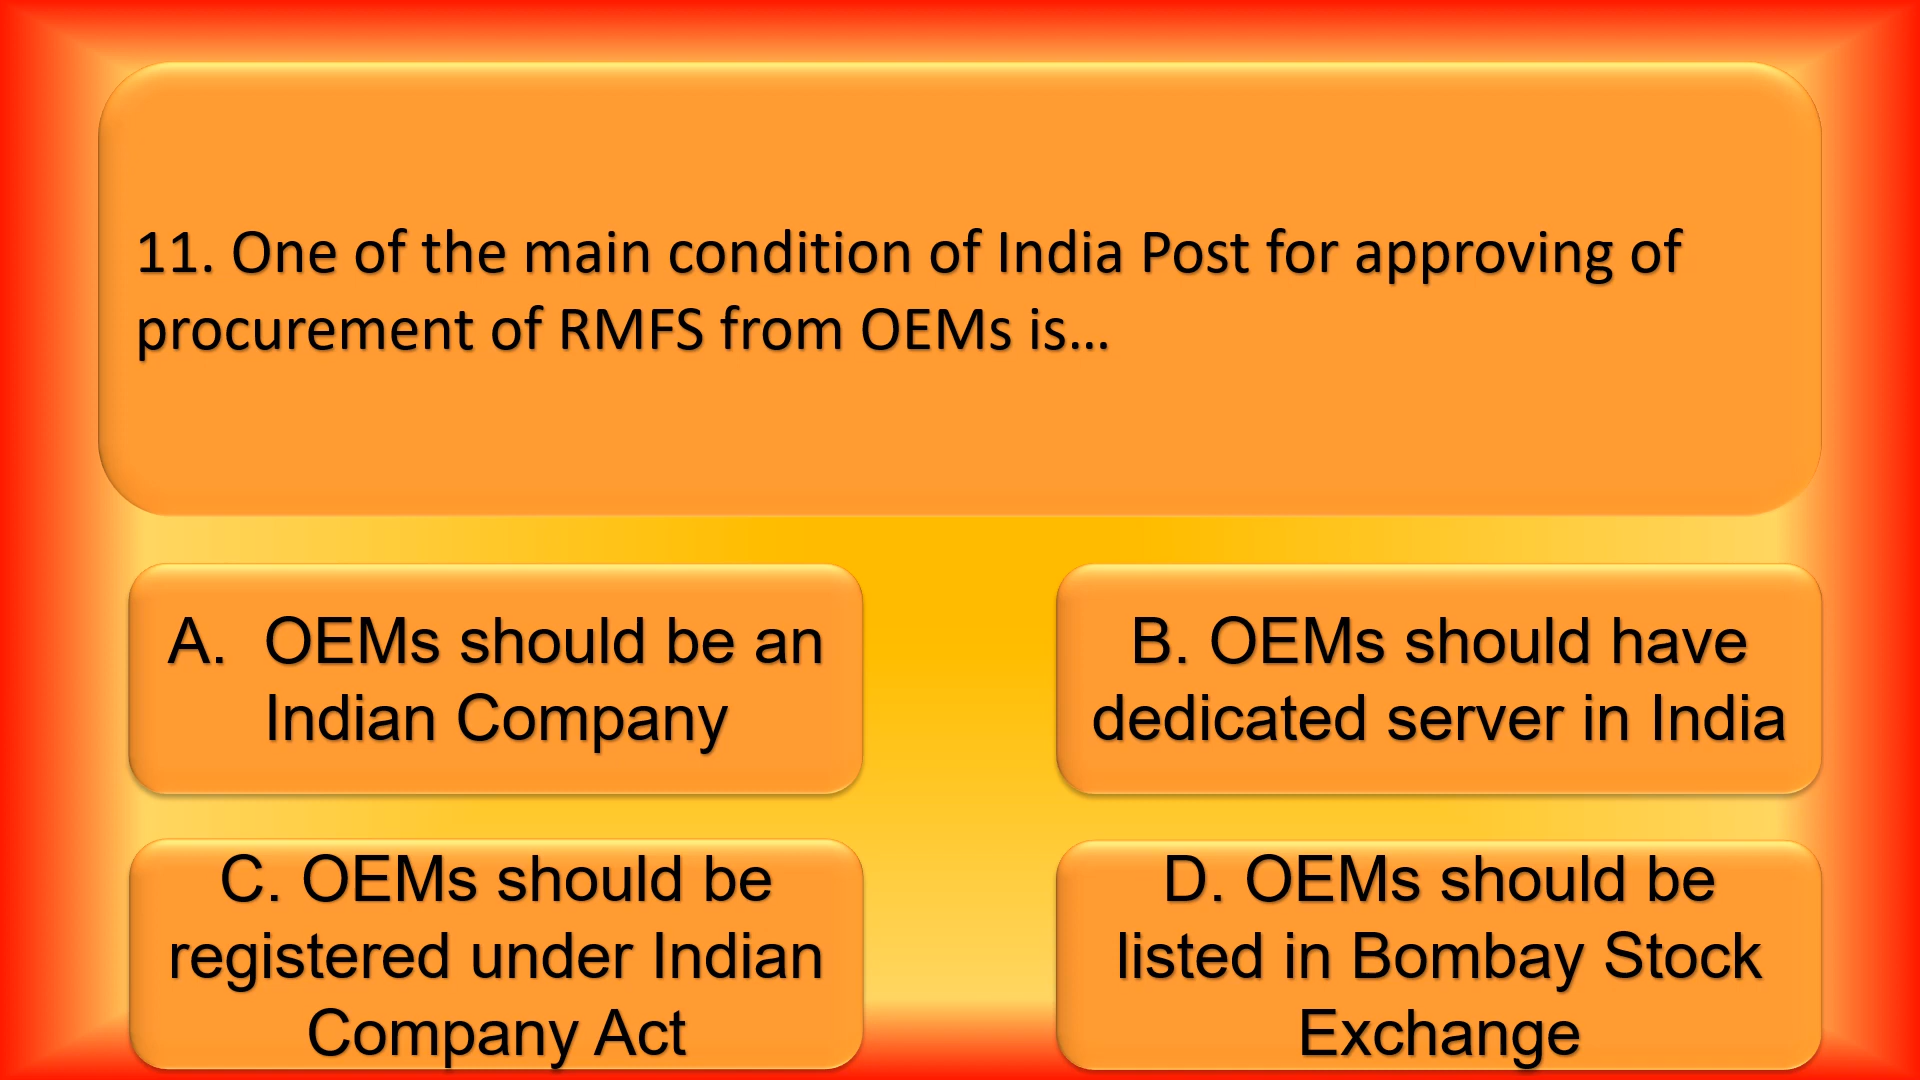 11. One of the main condition of India Post for approving of
procurement of RMFS from OEMs is...
A. OEMs should be an
Indian Company
B. OEMs should have
dedicated server in India
C. OEMs should be
registered under Indian
Company Act
D. OEMs should be
listed in Bombay Stock
Exchange